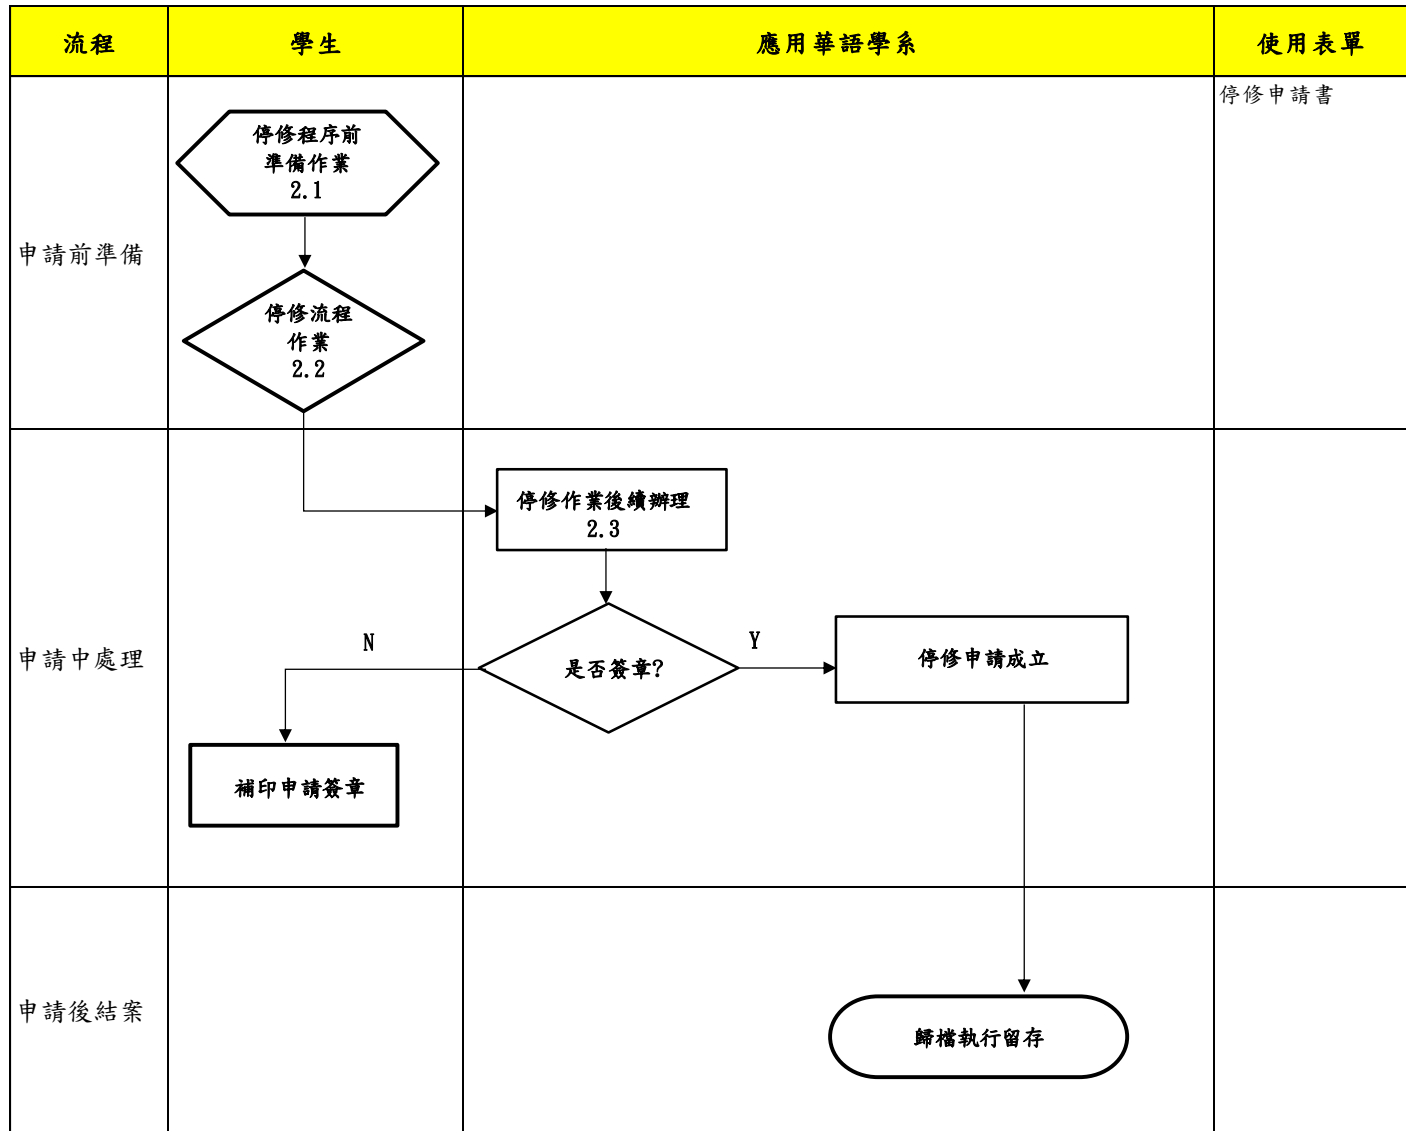 流程
學生
應用華語學系
使用表單
停修申請書
停修程序前
準備作業
2.1
申請前準備
停修流程
作業
2.2
停修作業後續辦理
2.3
N
Y
申請中處理
是否簽章?
停修申請成立
補印申請簽章
申請後結案
歸檔執行留存